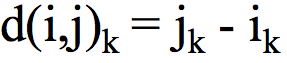 d(i,j)ₖ = jₖ - iₖ